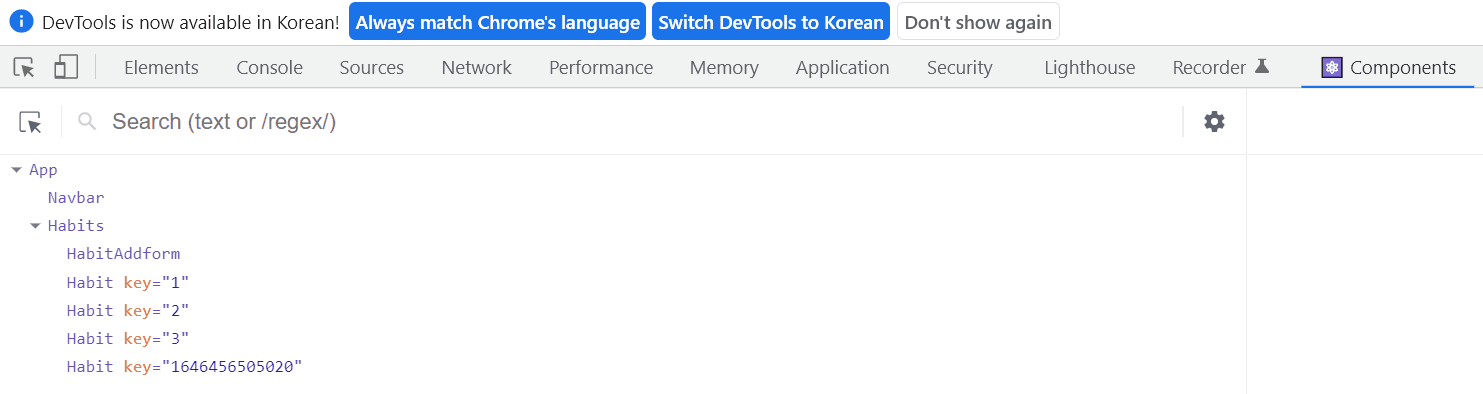 DevTools is now available in Korean! Always match Chrome's language Switch DevTools to Korean Don't show again
Elements Console Sources Network Performance Memory Application Security Lighthouse Recorder Components
Search (text or /regex/)
App
Navbar
Habits
HabitAddform
Habit key="1"
Habit key="2"
Habit key="3"
Habit key="1646456505020"